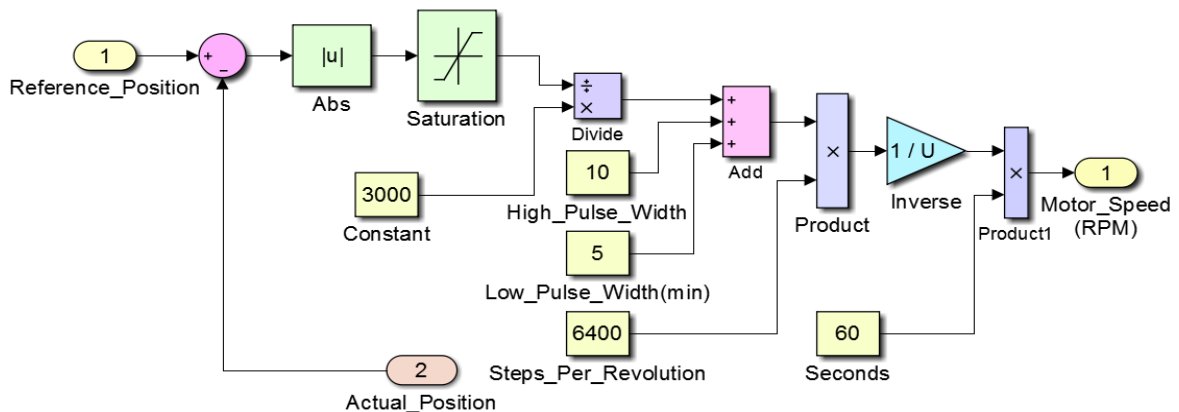 1
Reference_Position
+
−
|u|
Abs
Saturation
÷
×
Divide
3000
Constant
10
High_Pulse_Width
5
Low_Pulse_Width(min)
6400
Steps_Per_Revolution
2
Actual_Position
+
+
+
Add
×
Product
1 / U
Inverse
60
Seconds
×
Product1
1
Motor_Speed
(RPM)